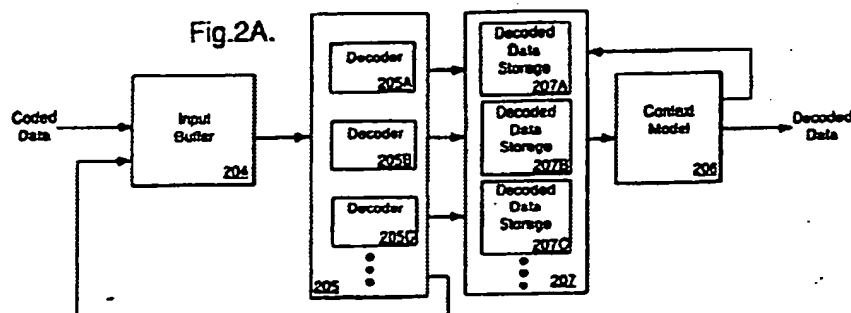 Fig.2A.
Coded
Data
Input
Buffer
204
Decoder
205A
Decoder
205B
Decoder
205C
205
Decoded
Data
Storage
207A
Decoded
Data
Storage
207B
Decoded
Data
Storage
207C
207
Context
Model
206
Decoded
Data